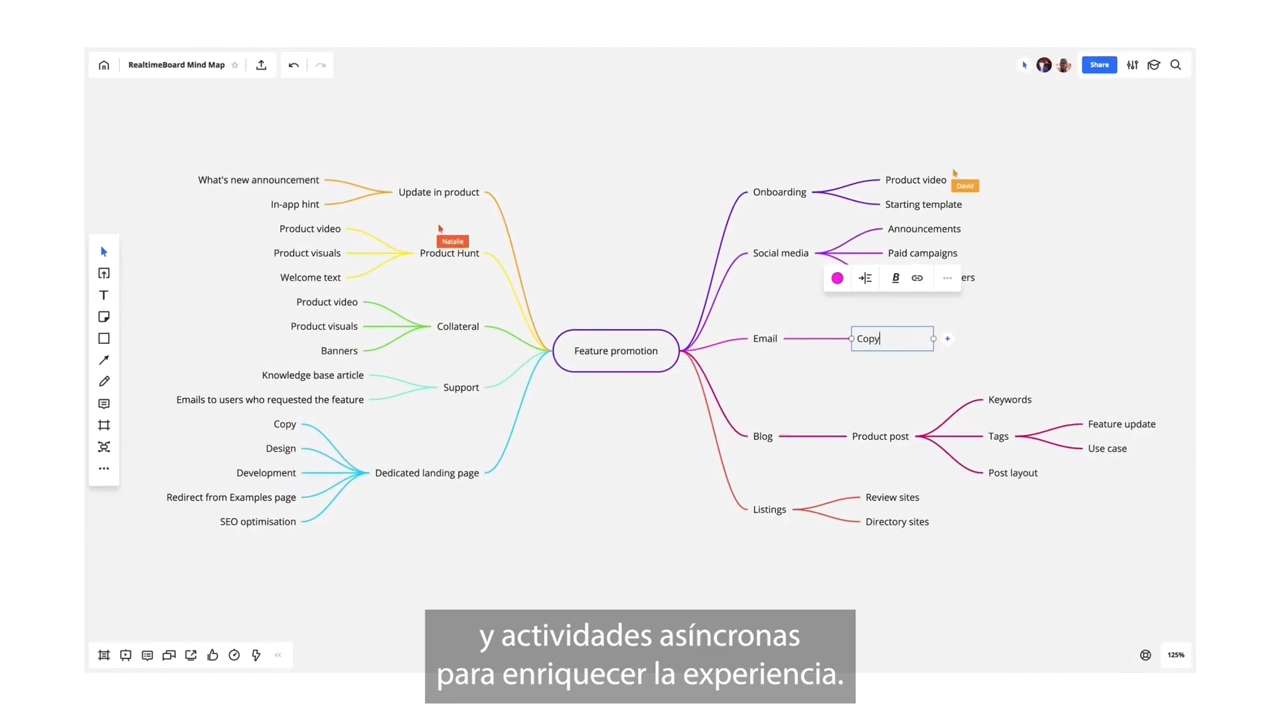 RealtimeBoard Mind Map
Share
What's new announcement
In-app hint
Update in product
Product video
Product visuals
Welcome text
Natalie
Product Hunt
Product video
Product visuals
Banners
Collateral
Knowledge base article
Emails to users who requested the feature
Support
Copy
Design
Development
Redirect from Examples page
SEO optimisation
Dedicated landing page
Feature promotion
Onboarding
Product video
David
Starting template
Social media
Announcements
Paid campaigns
B
Email
Copy
Blog
Product post
Keywords
Tags
Feature update
Use case
Post layout
Listings
Review sites
Directory sites
125%
y actividades asíncronas
para enriquecer la experiencia.